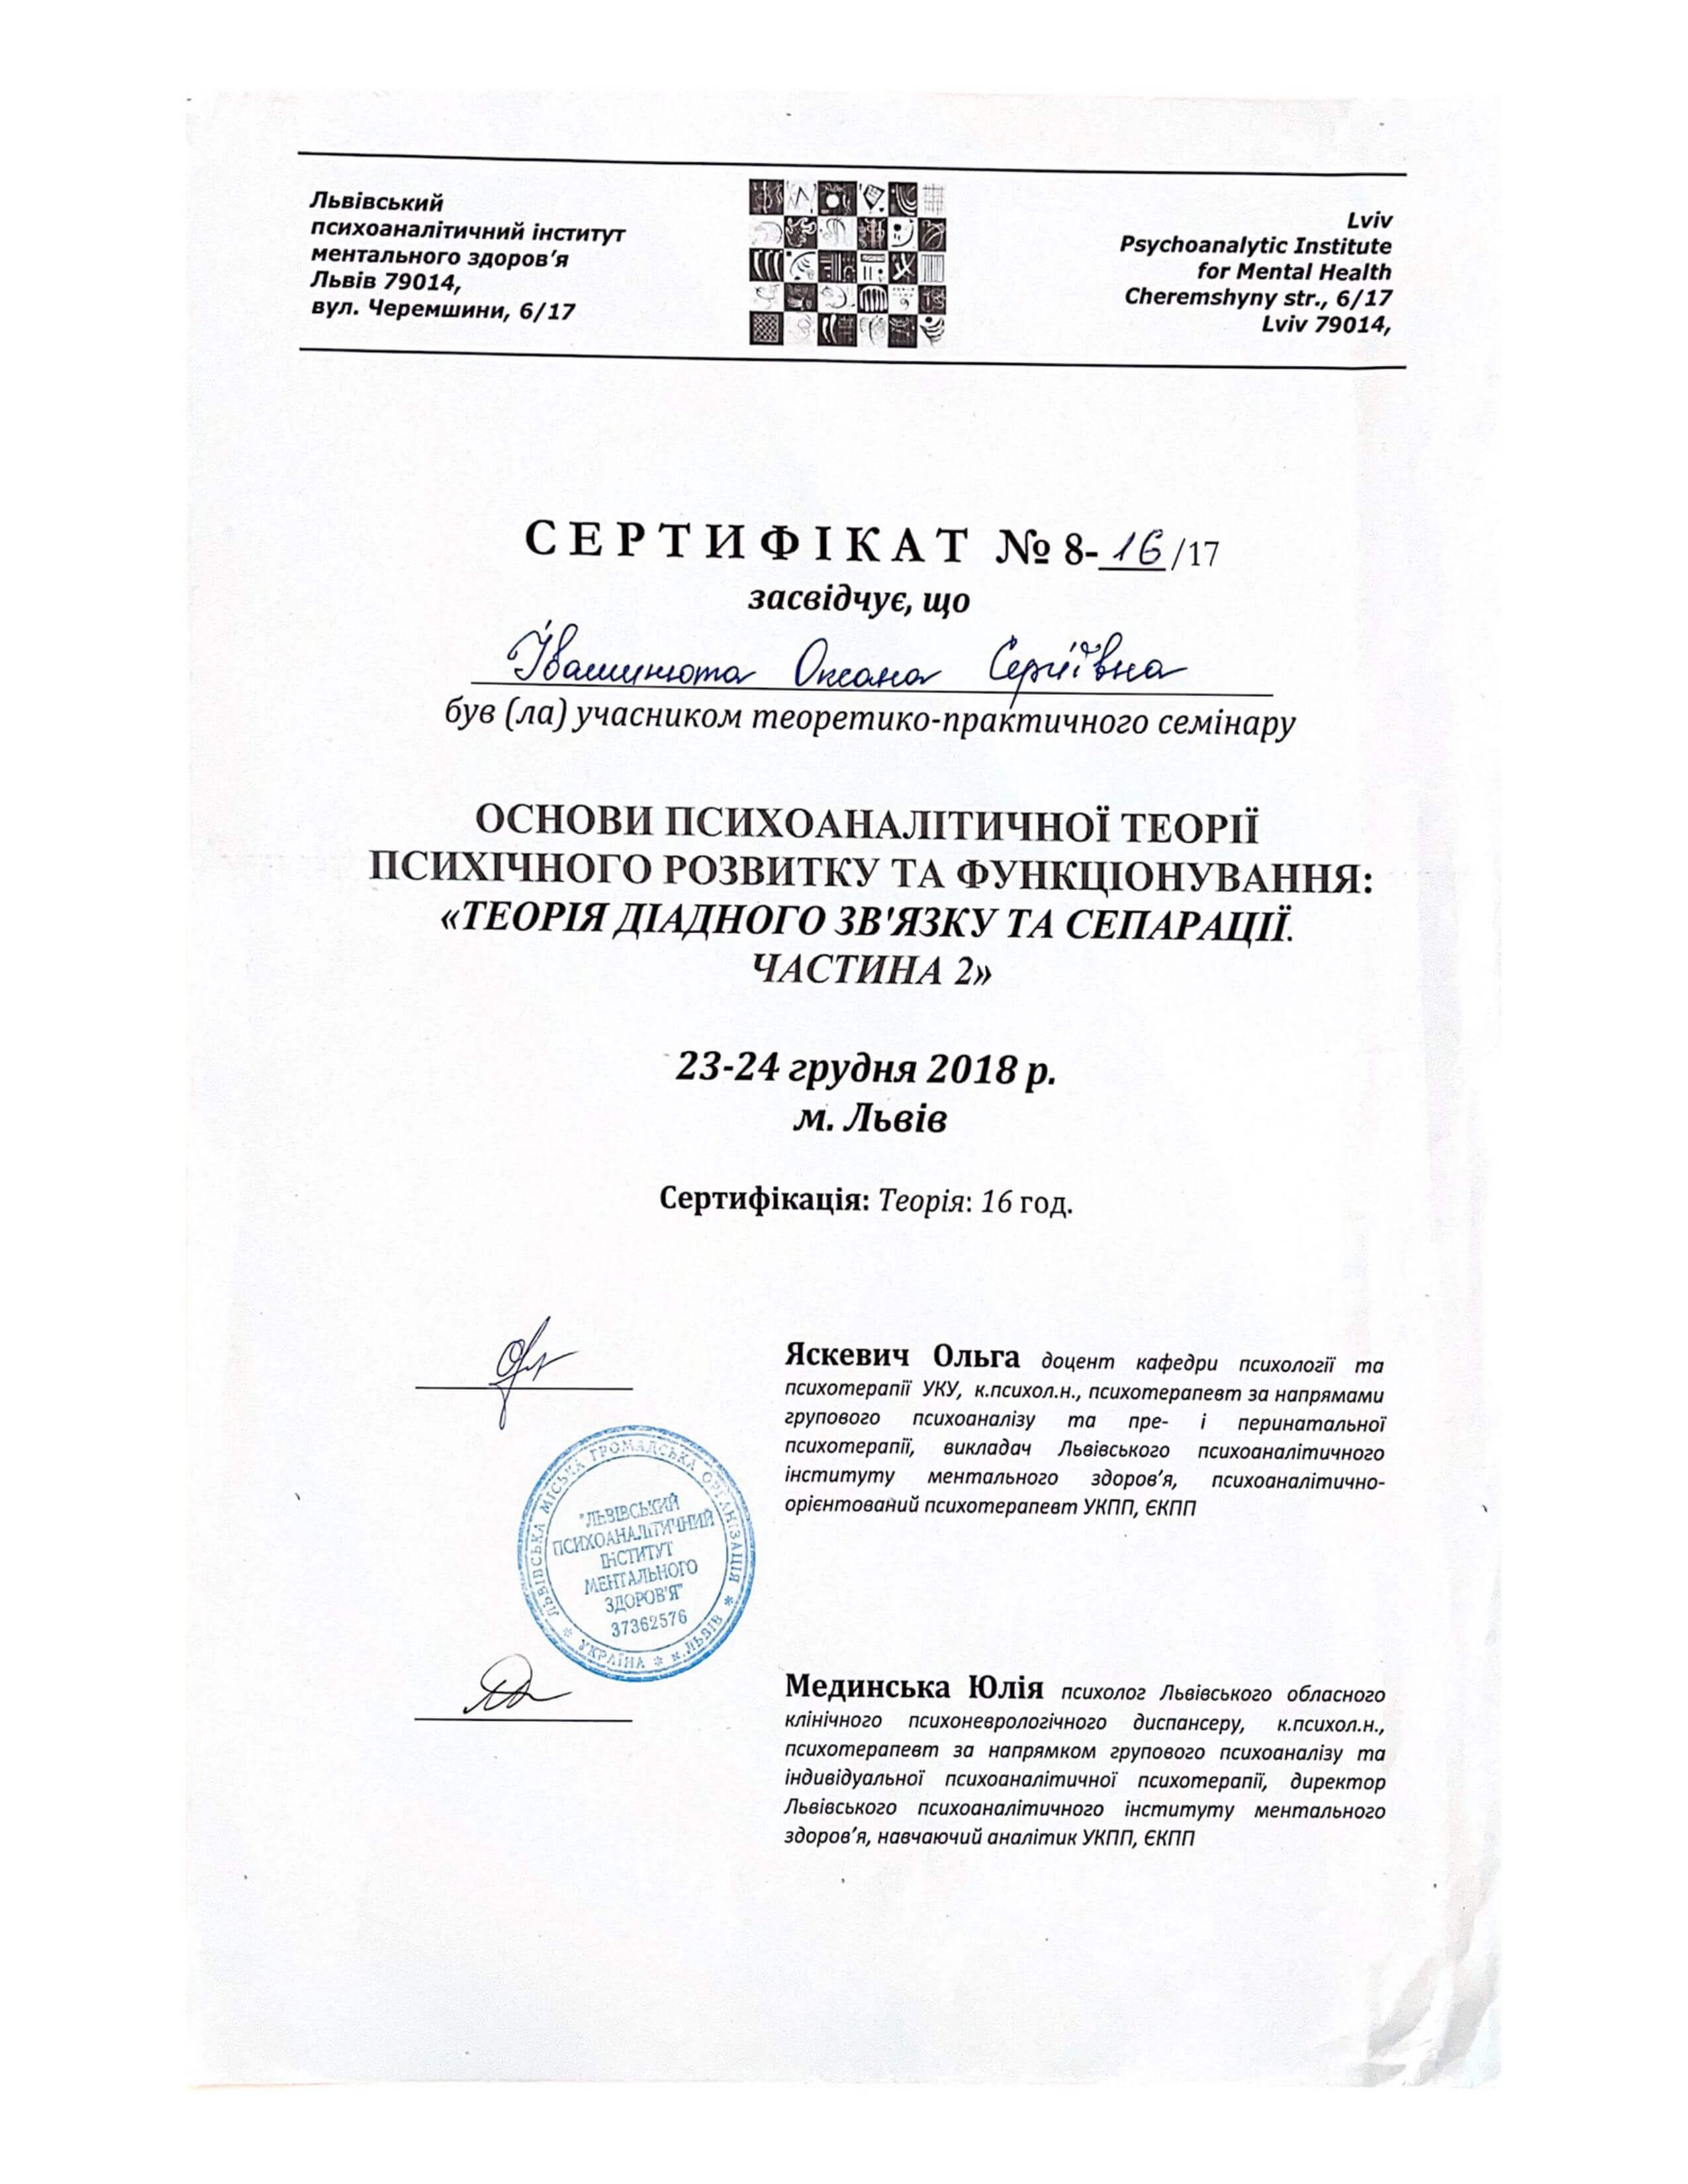 Львівський
психоаналітичний інститут
ментального здоров’я
Львів 79014,
вул. Черемшини, 6/17
Lviv
Psychoanalytic Institute
for Mental Health
Cheremshyny str., 6/17
Lviv 79014,
СЕРТИФІКАТ № 8-16/17
засвідчує, що
Івашинюта Оксана Сергіївна
був (ла) учасником теоретико-практичного семінару
ОСНОВИ ПСИХОАНАЛІТИЧНОЇ ТЕОРІЇ
ПСИХІЧНОГО РОЗВИТКУ ТА ФУНКЦІОНУВАННЯ:
«ТЕОРІЯ ДІАДНОГО ЗВ'ЯЗКУ ТА СЕПАРАЦІЇ.
ЧАСТИНА 2»
23-24 грудня 2018 р.
м. Львів
Сертифікація: Теорія: 16 год.
Яскевич Ольга доцент кафедри психології та
психотерапії УКУ, к.психол.н., психотерапевт за напрямами
групового психоаналізу та пре- і перинатальної
психотерапії, викладач Львівського психоаналітичного
інституту ментального здоров’я, психоаналітично-
орієнтований психотерапевт УКПП, ЄКПП
ЛЬВІВСЬКА МІСЬКА ГРОМАДСЬКА ОРГАНІЗАЦІЯ
"ЛЬВІВСЬКИЙ
ПСИХОАНАЛІТИЧНИЙ
ІНСТИТУТ
МЕНТАЛЬНОГО
ЗДОРОВ'Я"
37362576
* УКРАЇНА * м.ЛЬВІВ *
Мединська Юлія психолог Львівського обласного
клінічного психоневрологічного диспансеру, к.психол.н.,
психотерапевт за напрямком групового психоаналізу та
індивідуальної психоаналітичної психотерапії, директор
Львівського психоаналітичного інституту ментального
здоров’я, навчаючий аналітик УКПП, ЄКПП